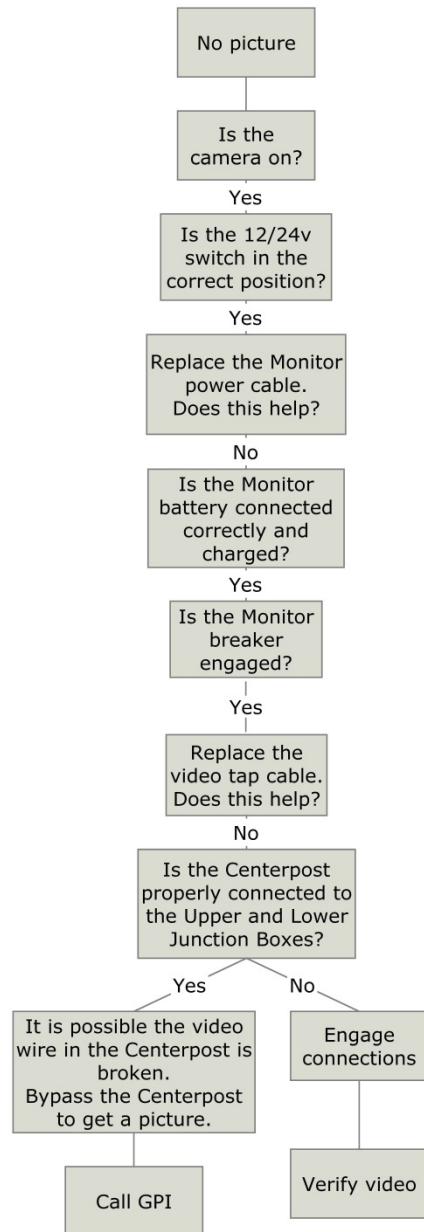 No picture
Is the
camera on?
Yes
Is the 12/24v
switch in the
correct position?
Yes
Replace the Monitor
power cable.
Does this help?
No
Is the Monitor
battery connected
correctly and
charged?
Yes
Is the Monitor
breaker
engaged?
Yes
Replace the
video tap cable.
Does this help?
No
Is the Centerpost
properly connected to
the Upper and Lower
Junction Boxes?
Yes
No
It is possible the video
wire in the Centerpost is
broken.
Bypass the Centerpost
to get a picture.
Engage
connections
Call GPI
Verify video